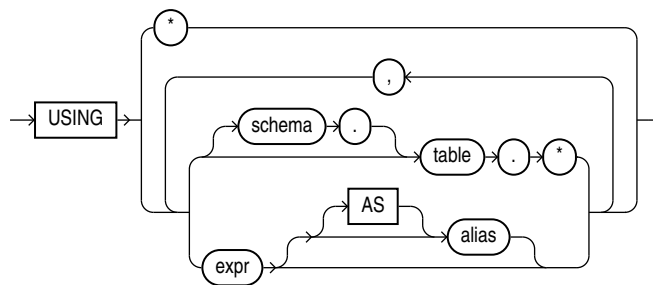 *
,
USING
schema .
table . *
AS
alias
expr